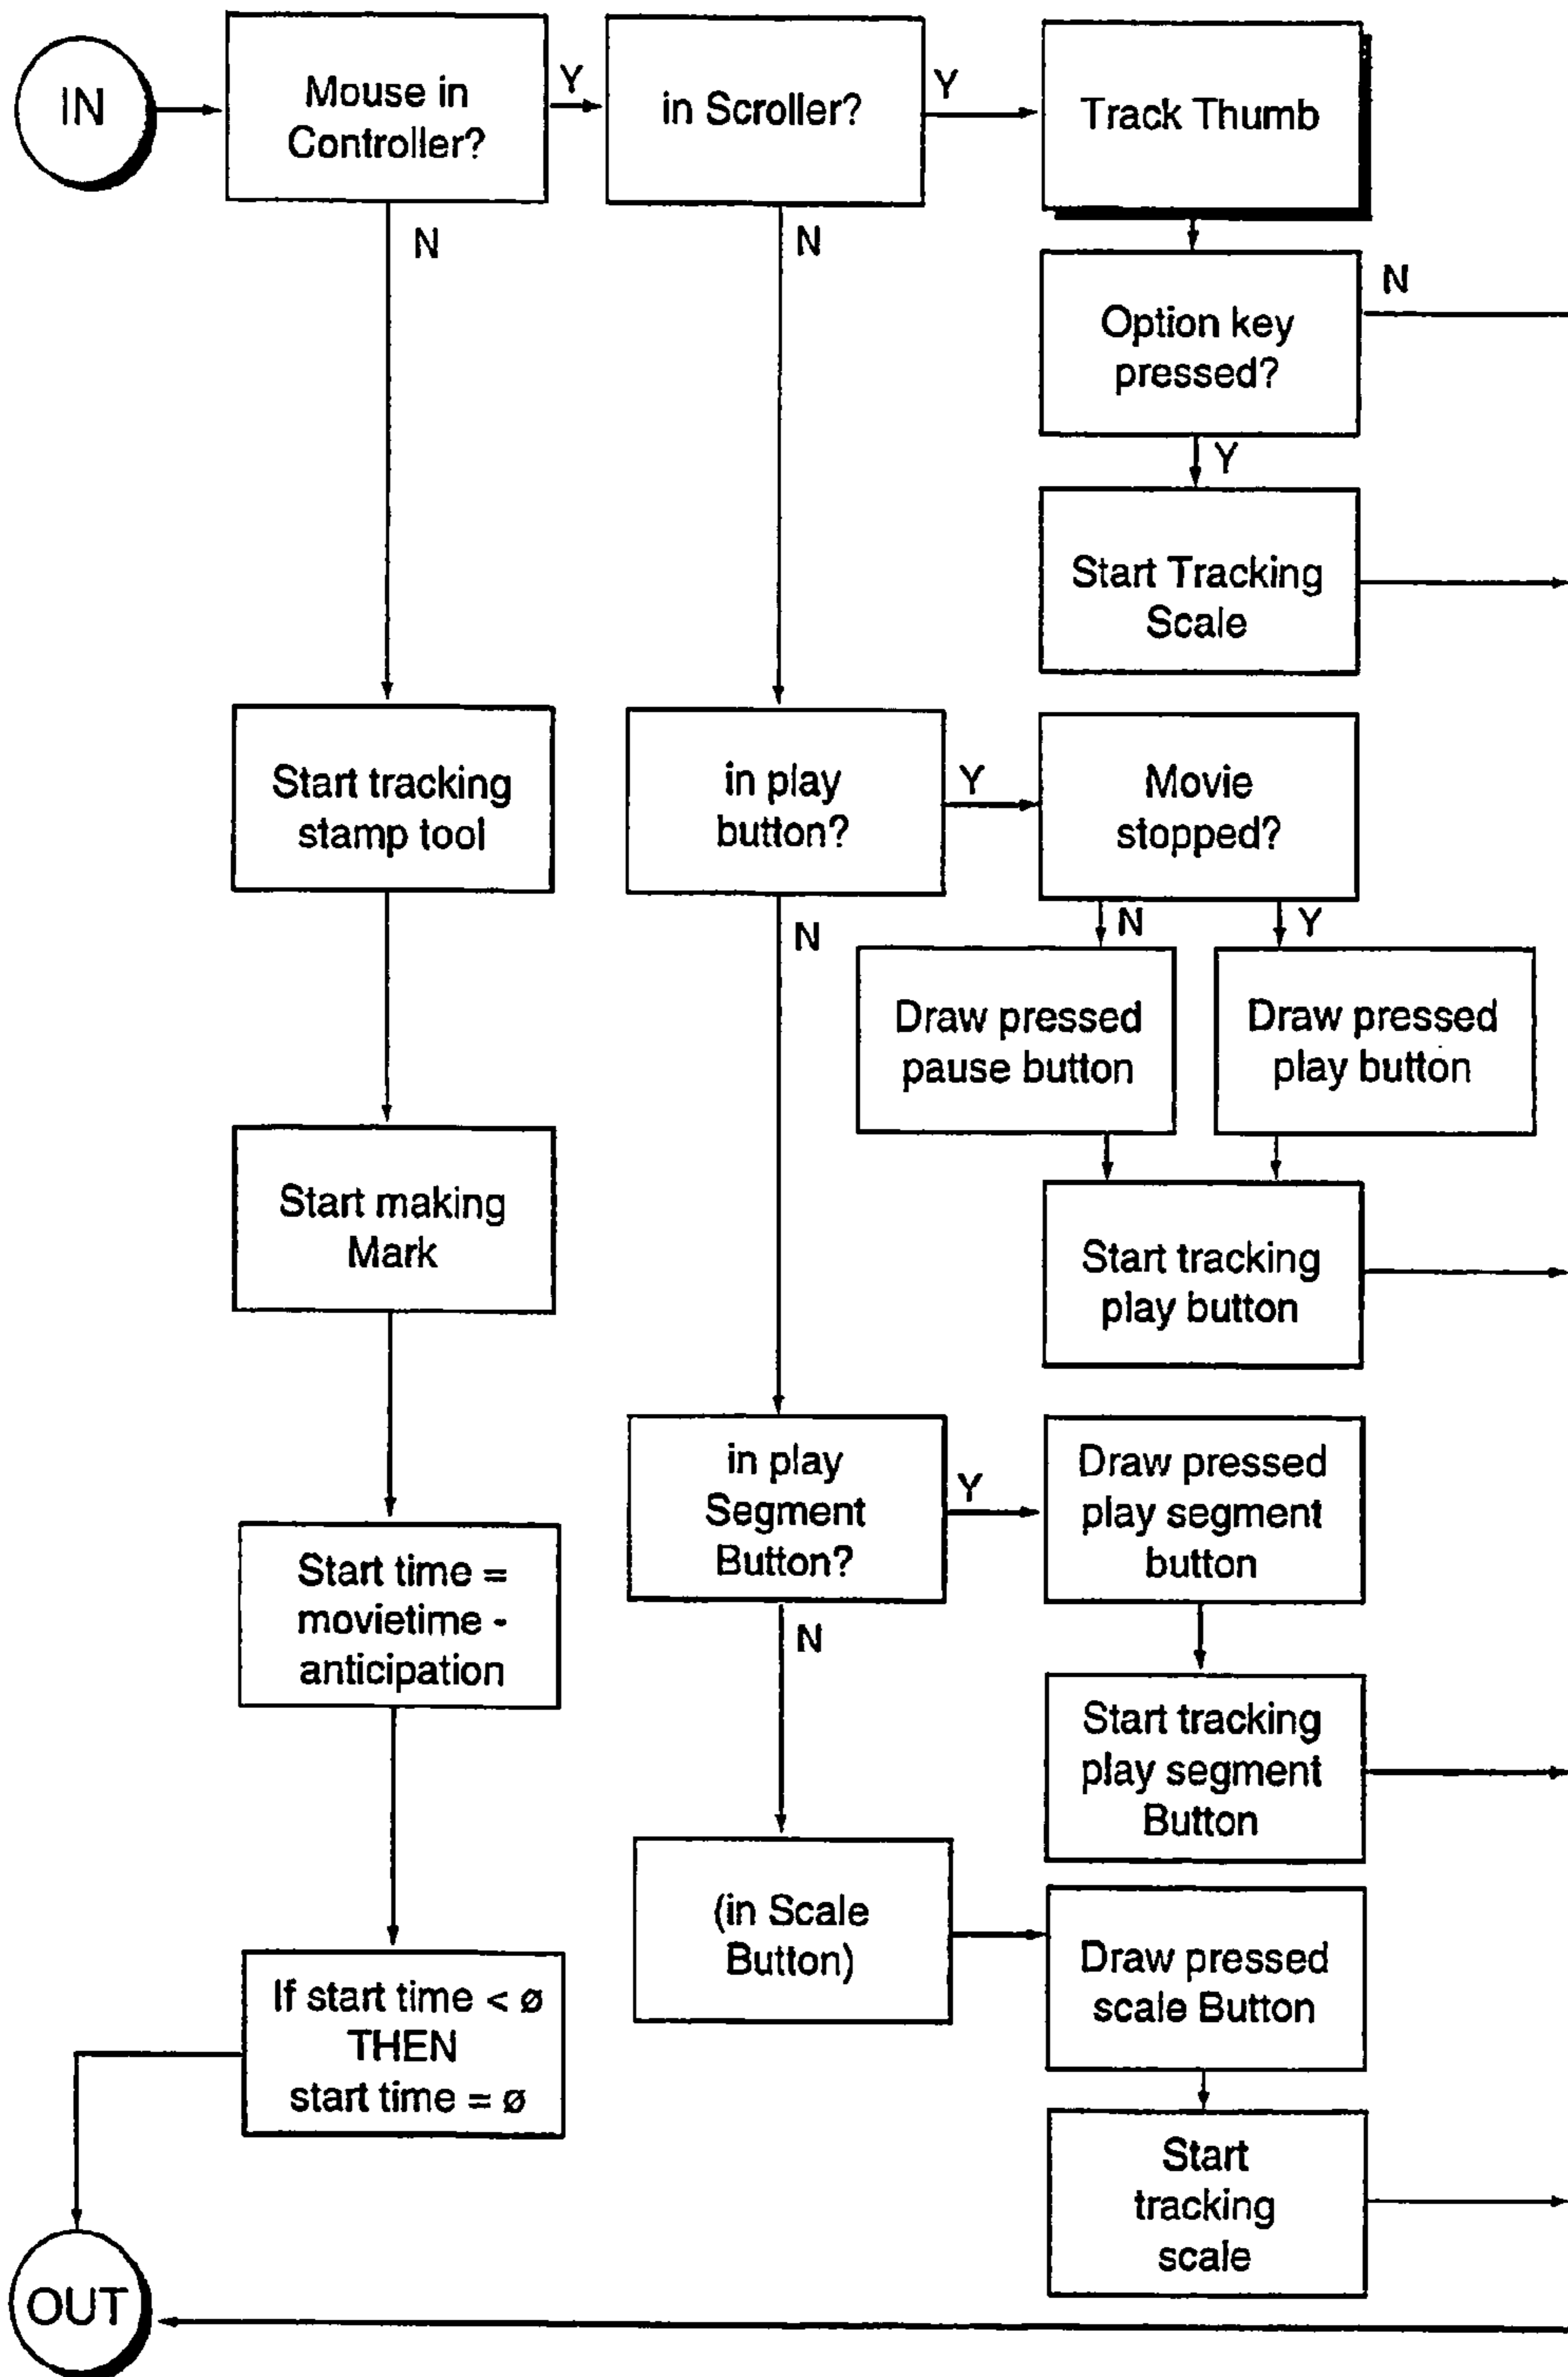 IN
Mouse in
Controller?
Y
in Scroller?
Y
Track Thumb
N
N
Option key
pressed?
N
Y
Start Tracking
Scale
Start tracking
stamp tool
in play
button?
Y
Movie
stopped?
N
N
Y
Draw pressed
pause button
Draw pressed
play button
Start making
Mark
Start tracking
play button
in play
Segment
Button?
Y
Draw pressed
play segment
button
Start time =
movietime -
anticipation
N
Start tracking
play segment
Button
(in Scale
Button)
Draw pressed
scale Button
If start time < ø
THEN
start time = ø
Start
tracking
scale
OUT